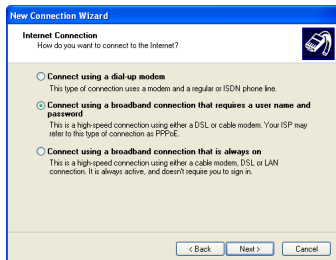 New Connection Wizard
Internet Connection
How do you want to connect to the Internet?
Connect using a dial-up modem
This type of connection uses a modem and a regular or ISDN phone line.
Connect using a broadband connection that requires a user name and
password
This is a high-speed connection using either a DSL or cable modem. Your ISP may
refer to this type of connection as PPPoE.
Connect using a broadband connection that is always on
This is a high-speed connection using either a cable modem, DSL or LAN
connection. It is always active, and doesn't require you to sign in.
< Back
Next >
Cancel